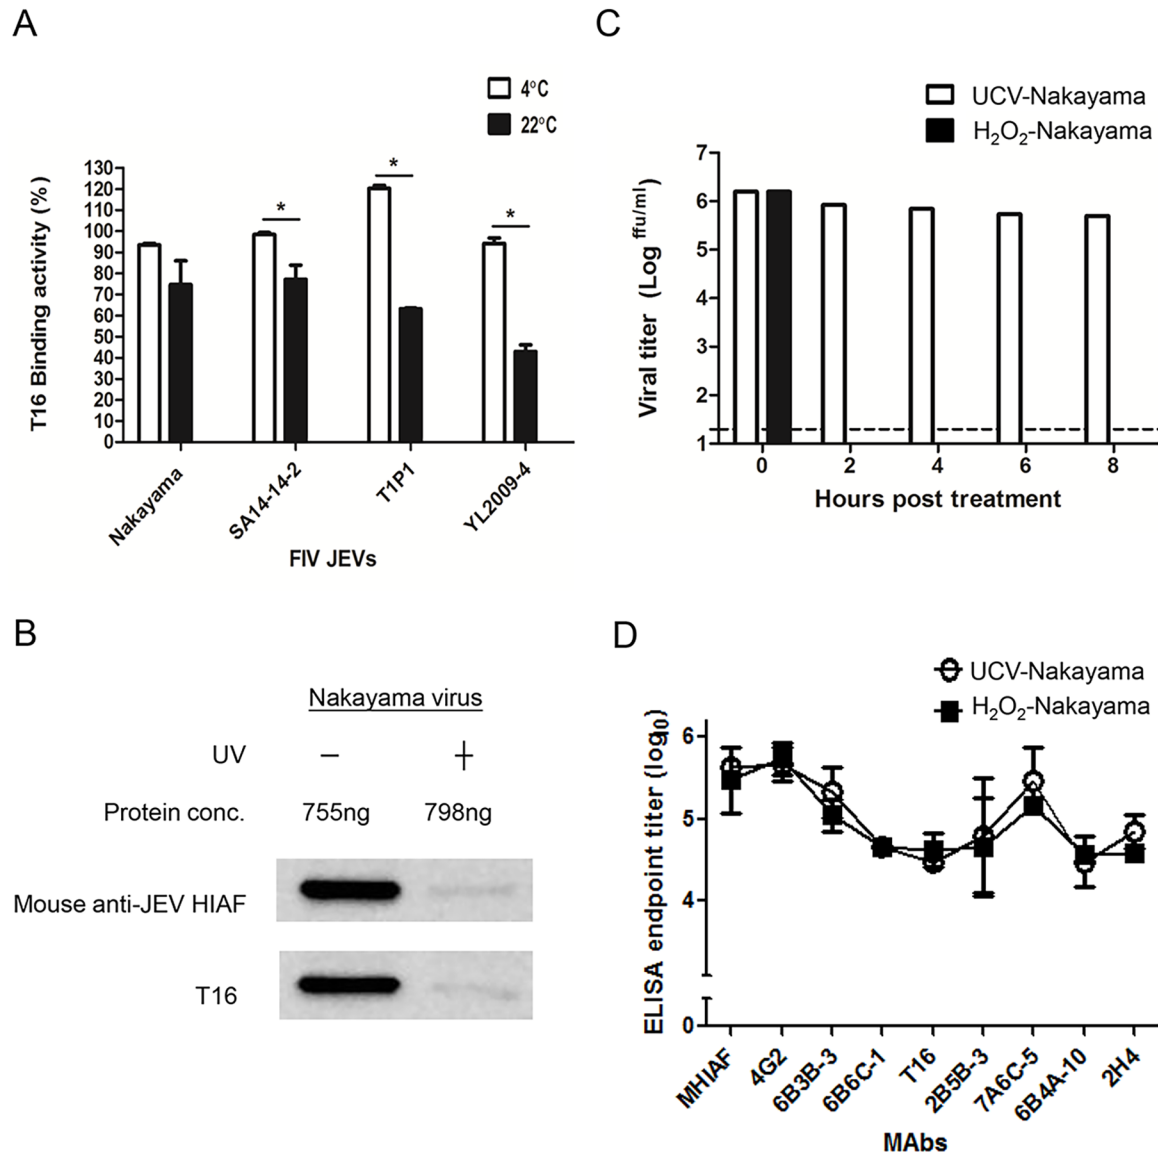 A
4°C
22°C
T16 Binding activity (%)
130
120
110
100
90
80
70
60
50
40
30
20
10
0
*
*
*
Nakayama
SA14-14-2
T1P1
YL2009-4
FIV JEVs
B
Nakayama virus
UV − +
Protein conc. 755ng 798ng
Mouse anti-JEV HIAF
T16
C
UCV-Nakayama
H2O2-Nakayama
Viral titer (Log ffu/ml)
7
6
5
4
3
2
1
0 2 4 6 8
Hours post treatment
D
UCV-Nakayama
H2O2-Nakayama
ELISA endpoint titer (log0)
6
5
4
0
MHIAF
4G2
6B3B-3
6B6C-1
T16
2B5B-3
7A6C-5
6B4A-10
2H4
MAbs